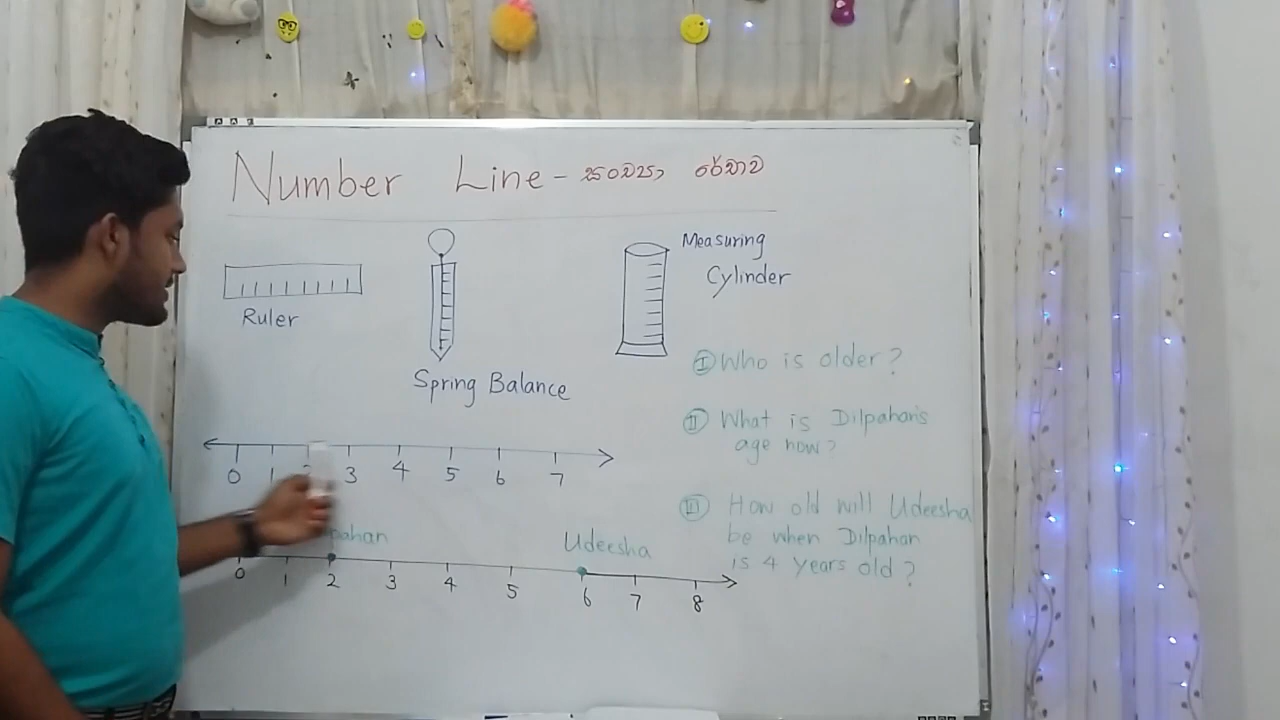 Number Line - සංඛ්‍යා රේඛාව
Measuring
Cylinder
Ruler
Spring Balance
I Who is older?
II What is Dilpahan's
age now?
0 1 3 4 5 6 7
III How old will Udeesha
be when Dilpahan
is 4 years old?
Udeesha
0 1 2 3 4 5 6 7 8